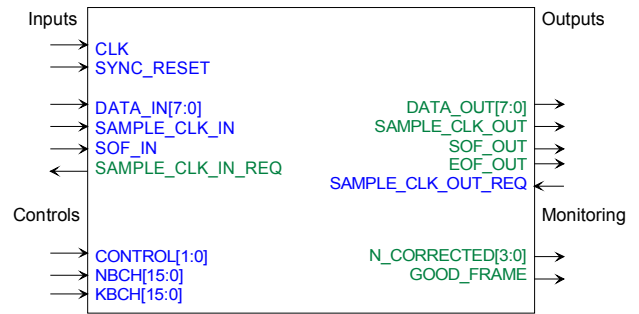 Inputs
Outputs
CLK
SYNC_RESET
DATA_IN[7:0]
SAMPLE_CLK_IN
SOF_IN
SAMPLE_CLK_IN_REQ
DATA_OUT[7:0]
SAMPLE_CLK_OUT
SOF_OUT
EOF_OUT
SAMPLE_CLK_OUT_REQ
Controls
Monitoring
CONTROL[1:0]
NBCH[15:0]
KBCH[15:0]
N_CORRECTED[3:0]
GOOD_FRAME